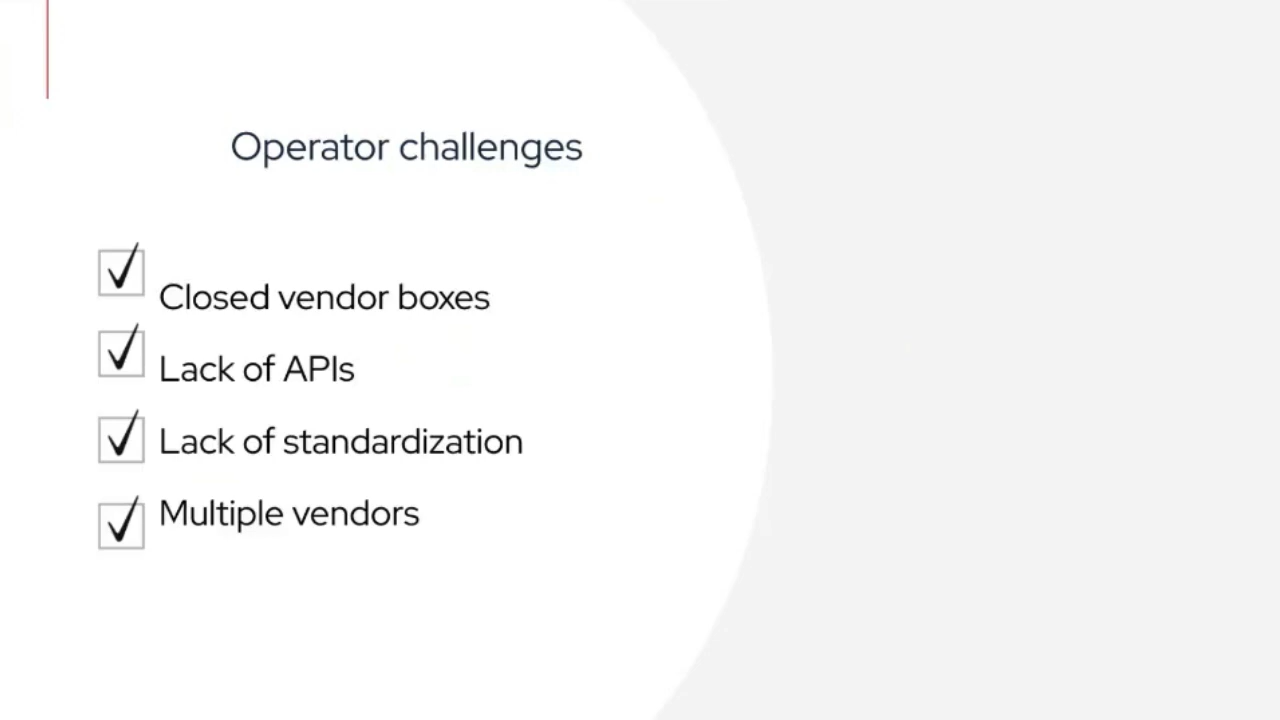 Operator challenges
Closed vendor boxes
Lack of APIs
Lack of standardization
Multiple vendors